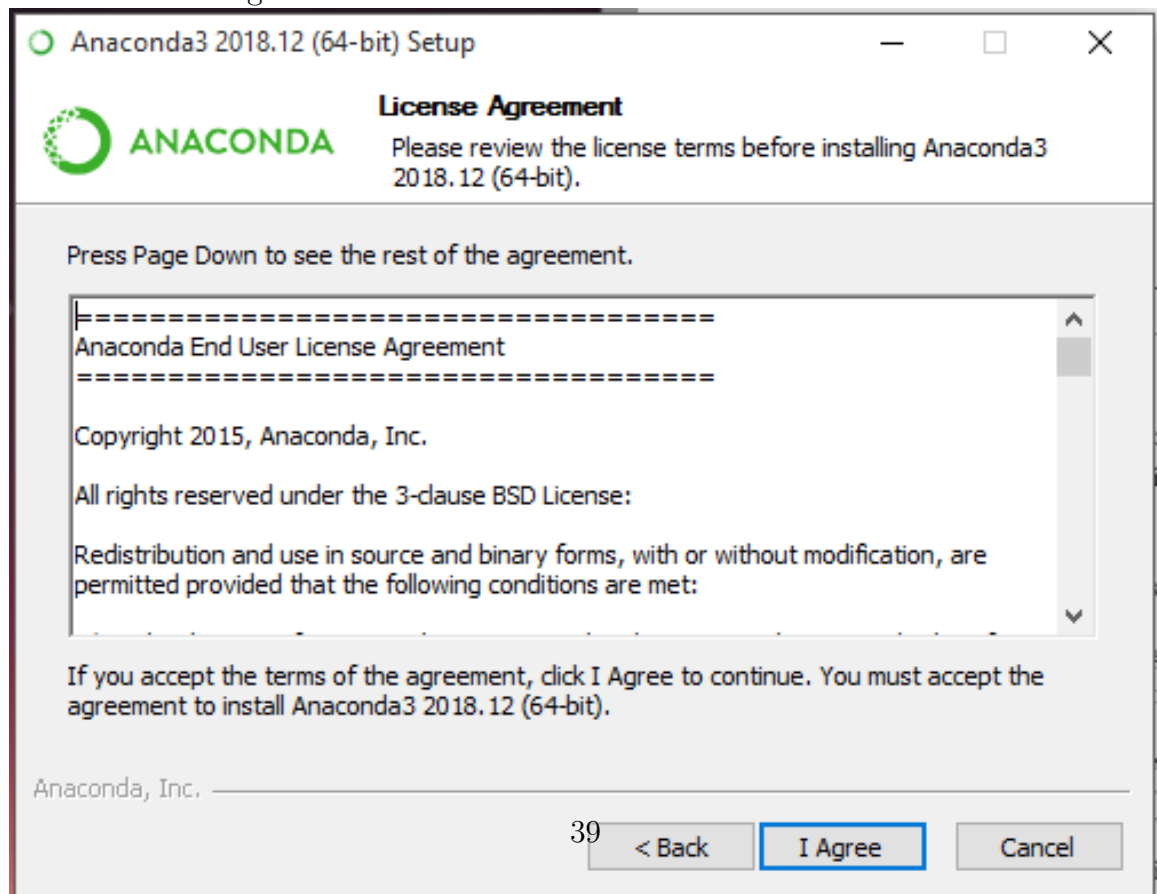 Anaconda3 2018.12 (64-bit) Setup
ANACONDA
License Agreement
Please review the license terms before installing Anaconda3
2018.12 (64-bit).
Press Page Down to see the rest of the agreement.
===================================
Anaconda End User License Agreement
===================================
Copyright 2015, Anaconda, Inc.
All rights reserved under the 3-clause BSD License:
Redistribution and use in source and binary forms, with or without modification, are
permitted provided that the following conditions are met:
If you accept the terms of the agreement, click I Agree to continue. You must accept the
agreement to install Anaconda3 2018.12 (64-bit).
Anaconda, Inc.
39
< Back
I Agree
Cancel